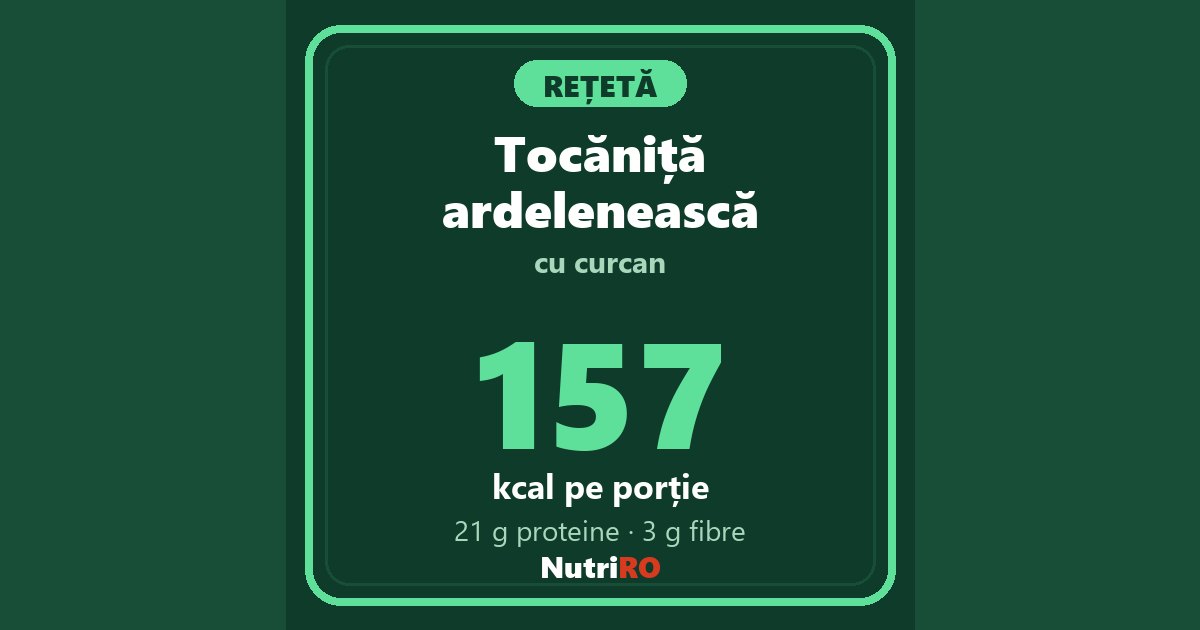 REȚETĂ
Tocăniță
ardelenească
cu curcan
157
kcal pe porție
21 g proteine · 3 g fibre
NutriRO